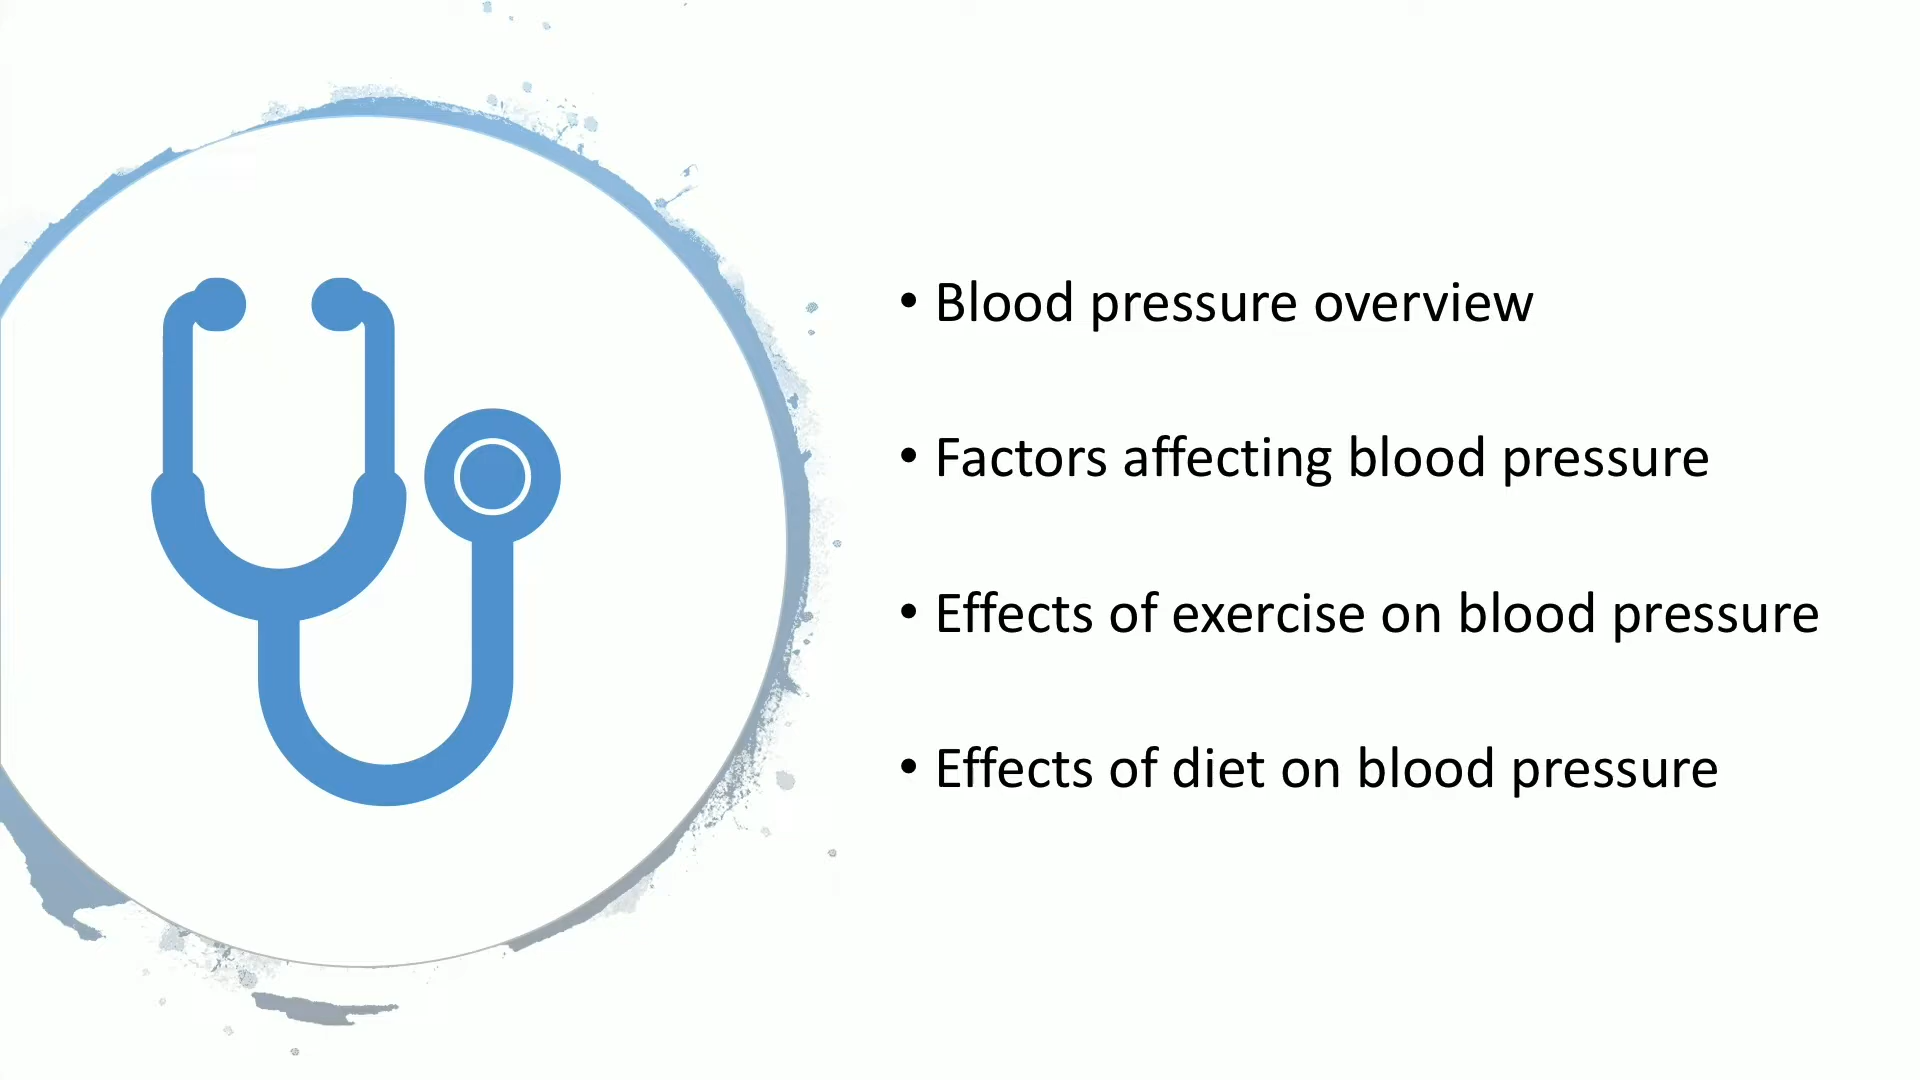 • Blood pressure overview
• Factors affecting blood pressure
• Effects of exercise on blood pressure
• Effects of diet on blood pressure